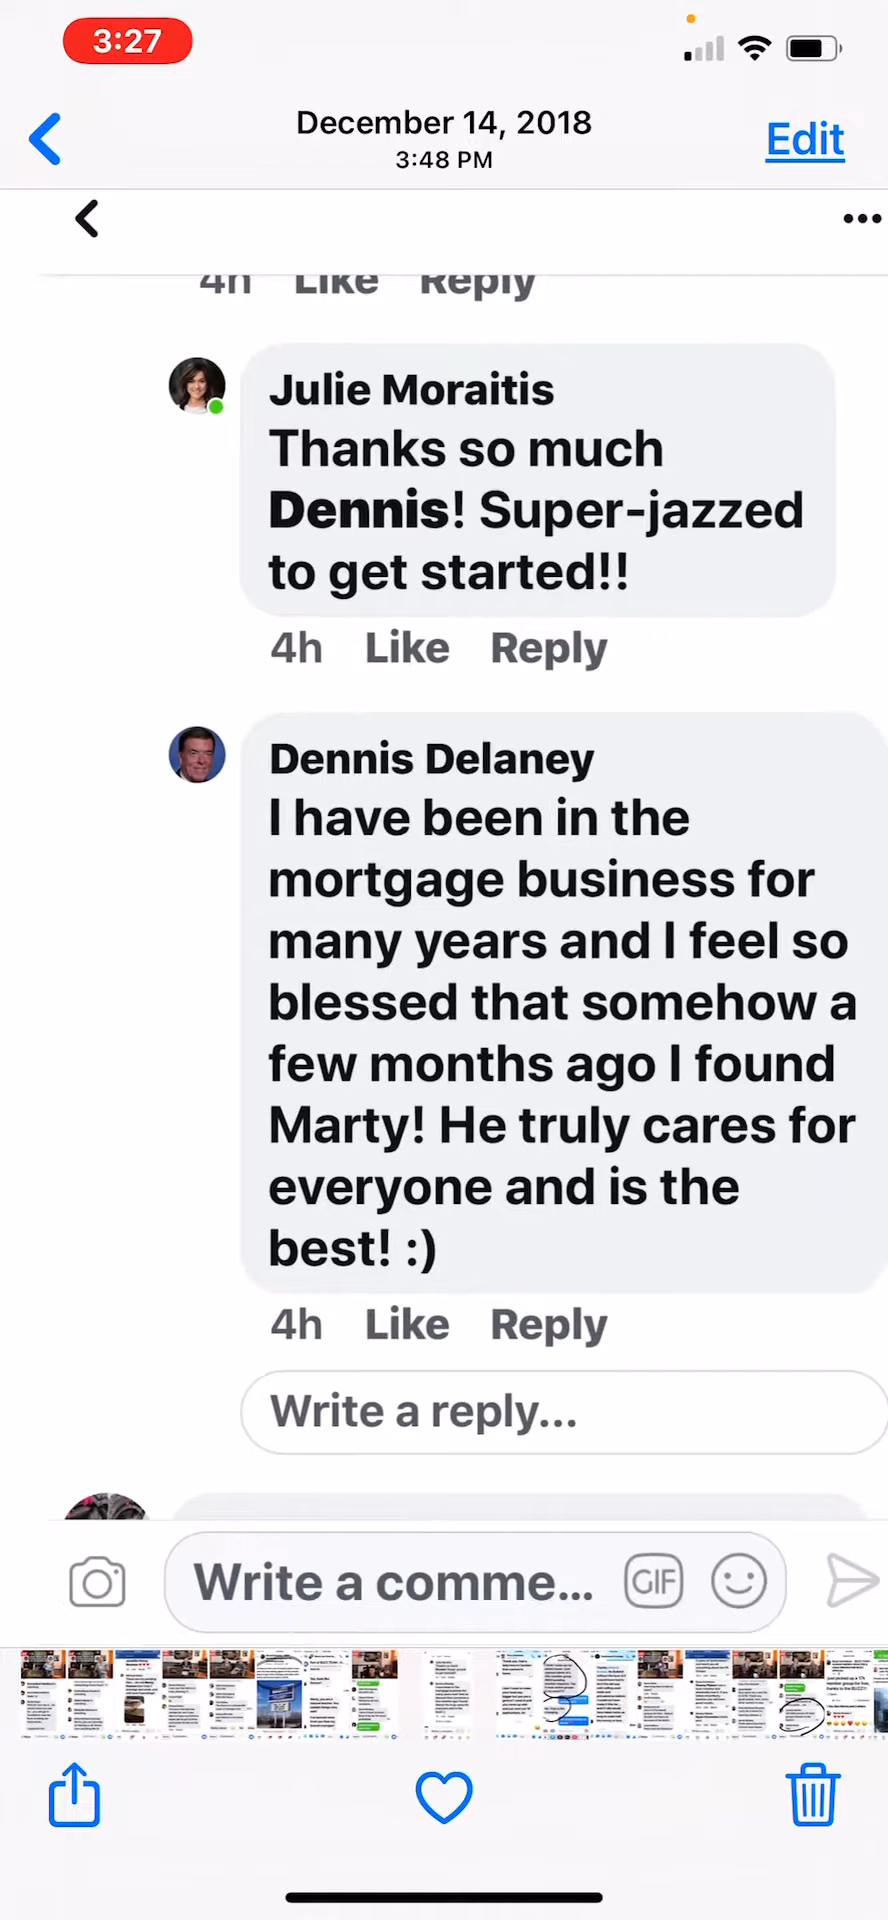 3:27
December 14, 2018
3:48 PM
Edit
4h Like Reply
Julie Moraitis
Thanks so much
Dennis! Super-jazzed
to get started!!
4h Like Reply
Dennis Delaney
I have been in the
mortgage business for
many years and I feel so
blessed that somehow a
few months ago I found
Marty! He truly cares for
everyone and is the
best! :)
4h Like Reply
Write a reply...
Write a comme...
GIF